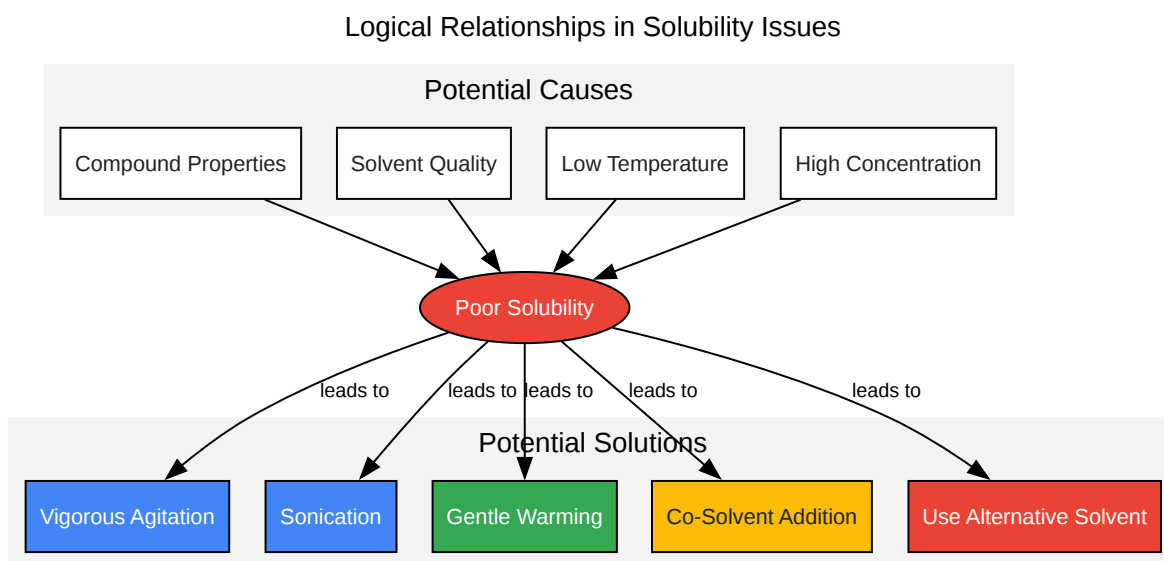 Logical Relationships in Solubility Issues
Potential Causes
Compound Properties
Solvent Quality
Low Temperature
High Concentration
Poor Solubility
leads to
leads to
leads to
leads to
leads to
Potential Solutions
Vigorous Agitation
Sonication
Gentle Warming
Co-Solvent Addition
Use Alternative Solvent